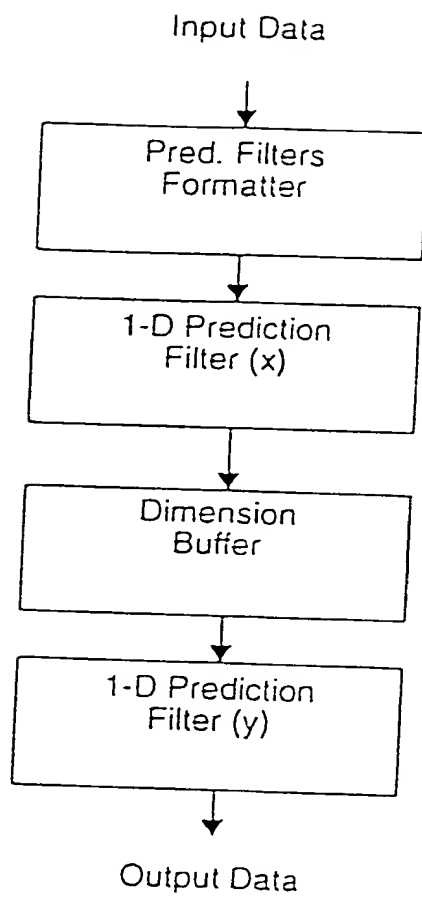 Input Data
Pred. Filters
Formatter
1-D Prediction
Filter (x)
Dimension
Buffer
1-D Prediction
Filter (y)
Output Data